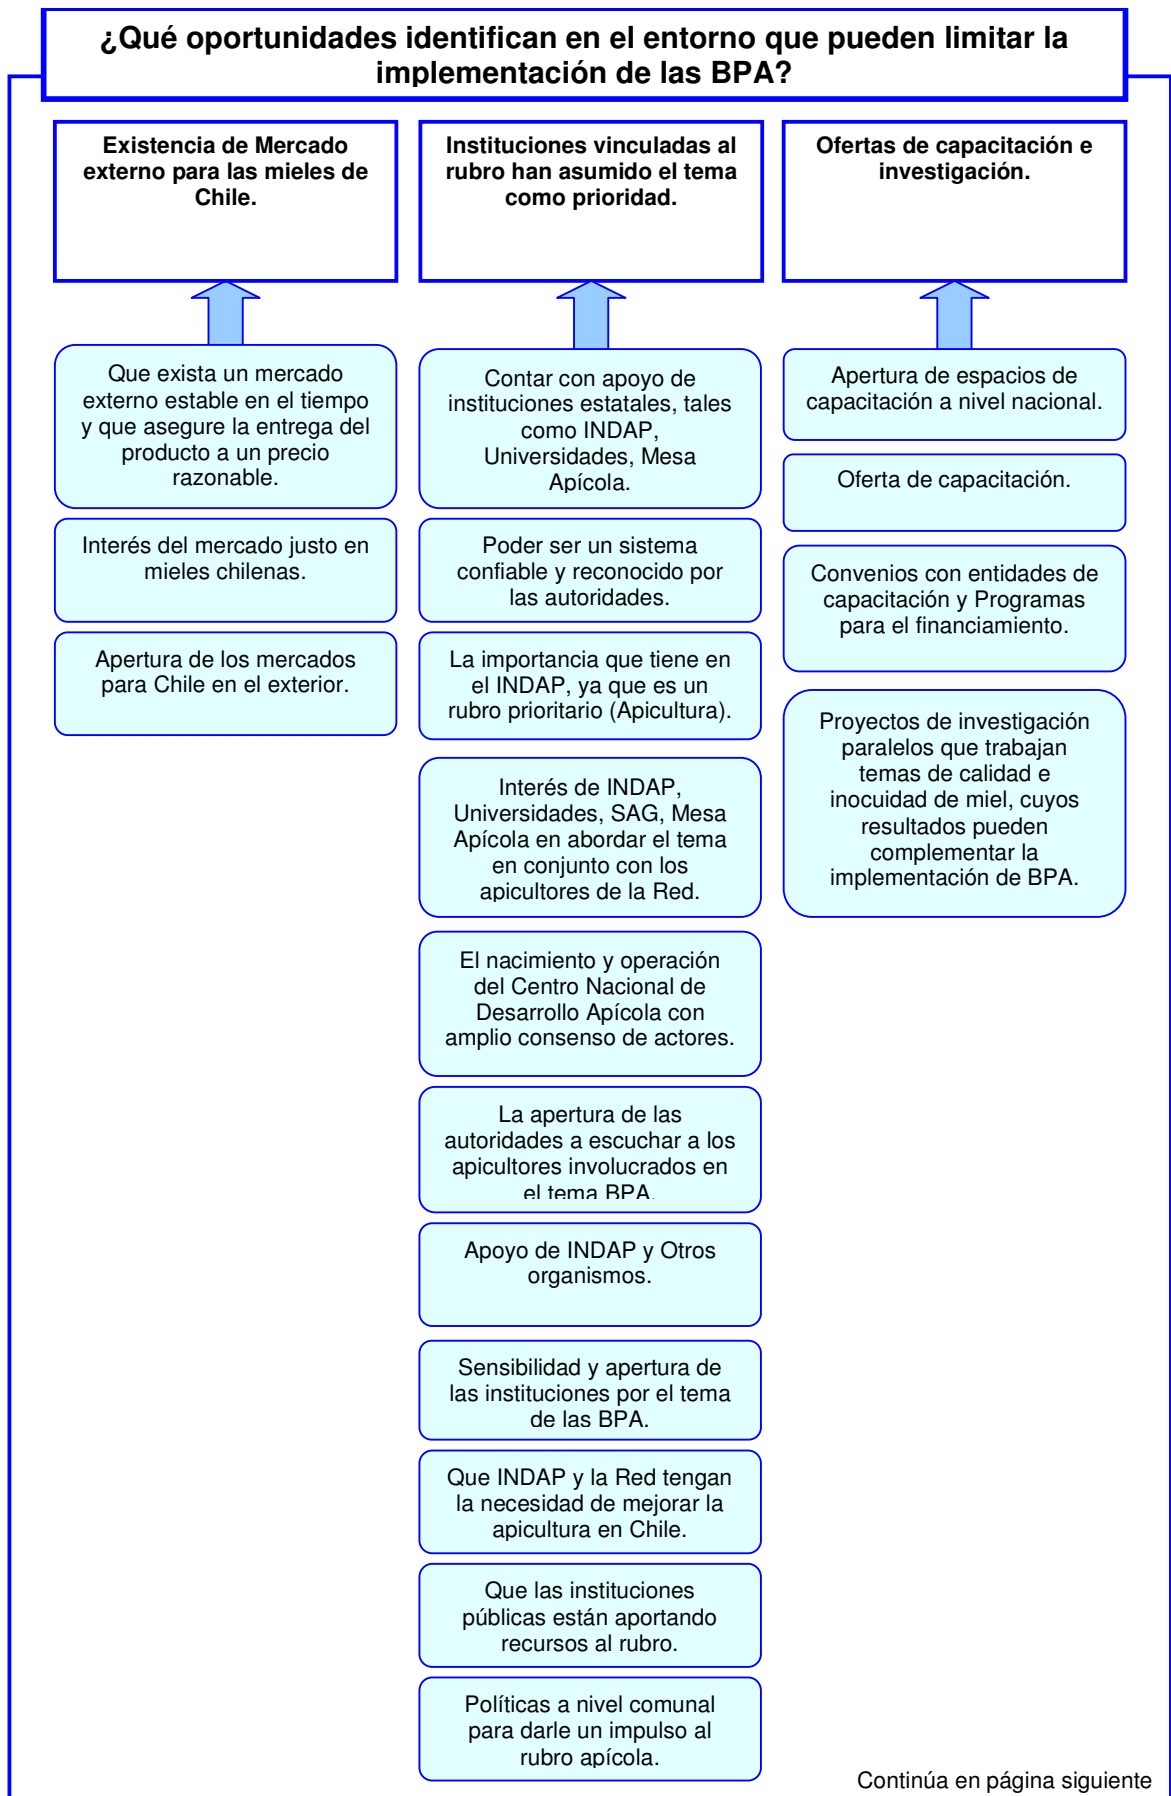 ¿Qué oportunidades identifican en el entorno que pueden limitar la
implementación de las BPA?
Existencia de Mercado
externo para las mieles de
Chile.
Que exista un mercado
externo estable en el tiempo
y que asegure la entrega del
producto a un precio
razonable.
Interés del mercado justo en
mieles chilenas.
Apertura de los mercados
para Chile en el exterior.
Instituciones vinculadas al
rubro han asumido el tema
como prioridad.
Contar con apoyo de
instituciones estatales, tales
como INDAP,
Universidades, Mesa
Apícola.
Poder ser un sistema
confiable y reconocido por
las autoridades.
La importancia que tiene en
el INDAP, ya que es un
rubro prioritario (Apicultura).
Interés de INDAP,
Universidades, SAG, Mesa
Apícola en abordar el tema
en conjunto con los
apicultores de la Red.
El nacimiento y operación
del Centro Nacional de
Desarrollo Apícola con
amplio consenso de actores.
La apertura de las
autoridades a escuchar a los
apicultores involucrados en
el tema BPA.
Apoyo de INDAP y Otros
organismos.
Sensibilidad y apertura de
las instituciones por el tema
de las BPA.
Que INDAP y la Red tengan
la necesidad de mejorar la
apicultura en Chile.
Que las instituciones
públicas están aportando
recursos al rubro.
Políticas a nivel comunal
para darle un impulso al
rubro apícola.
Ofertas de capacitación e
investigación.
Apertura de espacios de
capacitación a nivel nacional.
Oferta de capacitación.
Convenios con entidades de
capacitación y Programas
para el financiamiento.
Proyectos de investigación
paralelos que trabajan
temas de calidad e
inocuidad de miel, cuyos
resultados pueden
complementar la
implementación de BPA.
Continúa en página siguiente